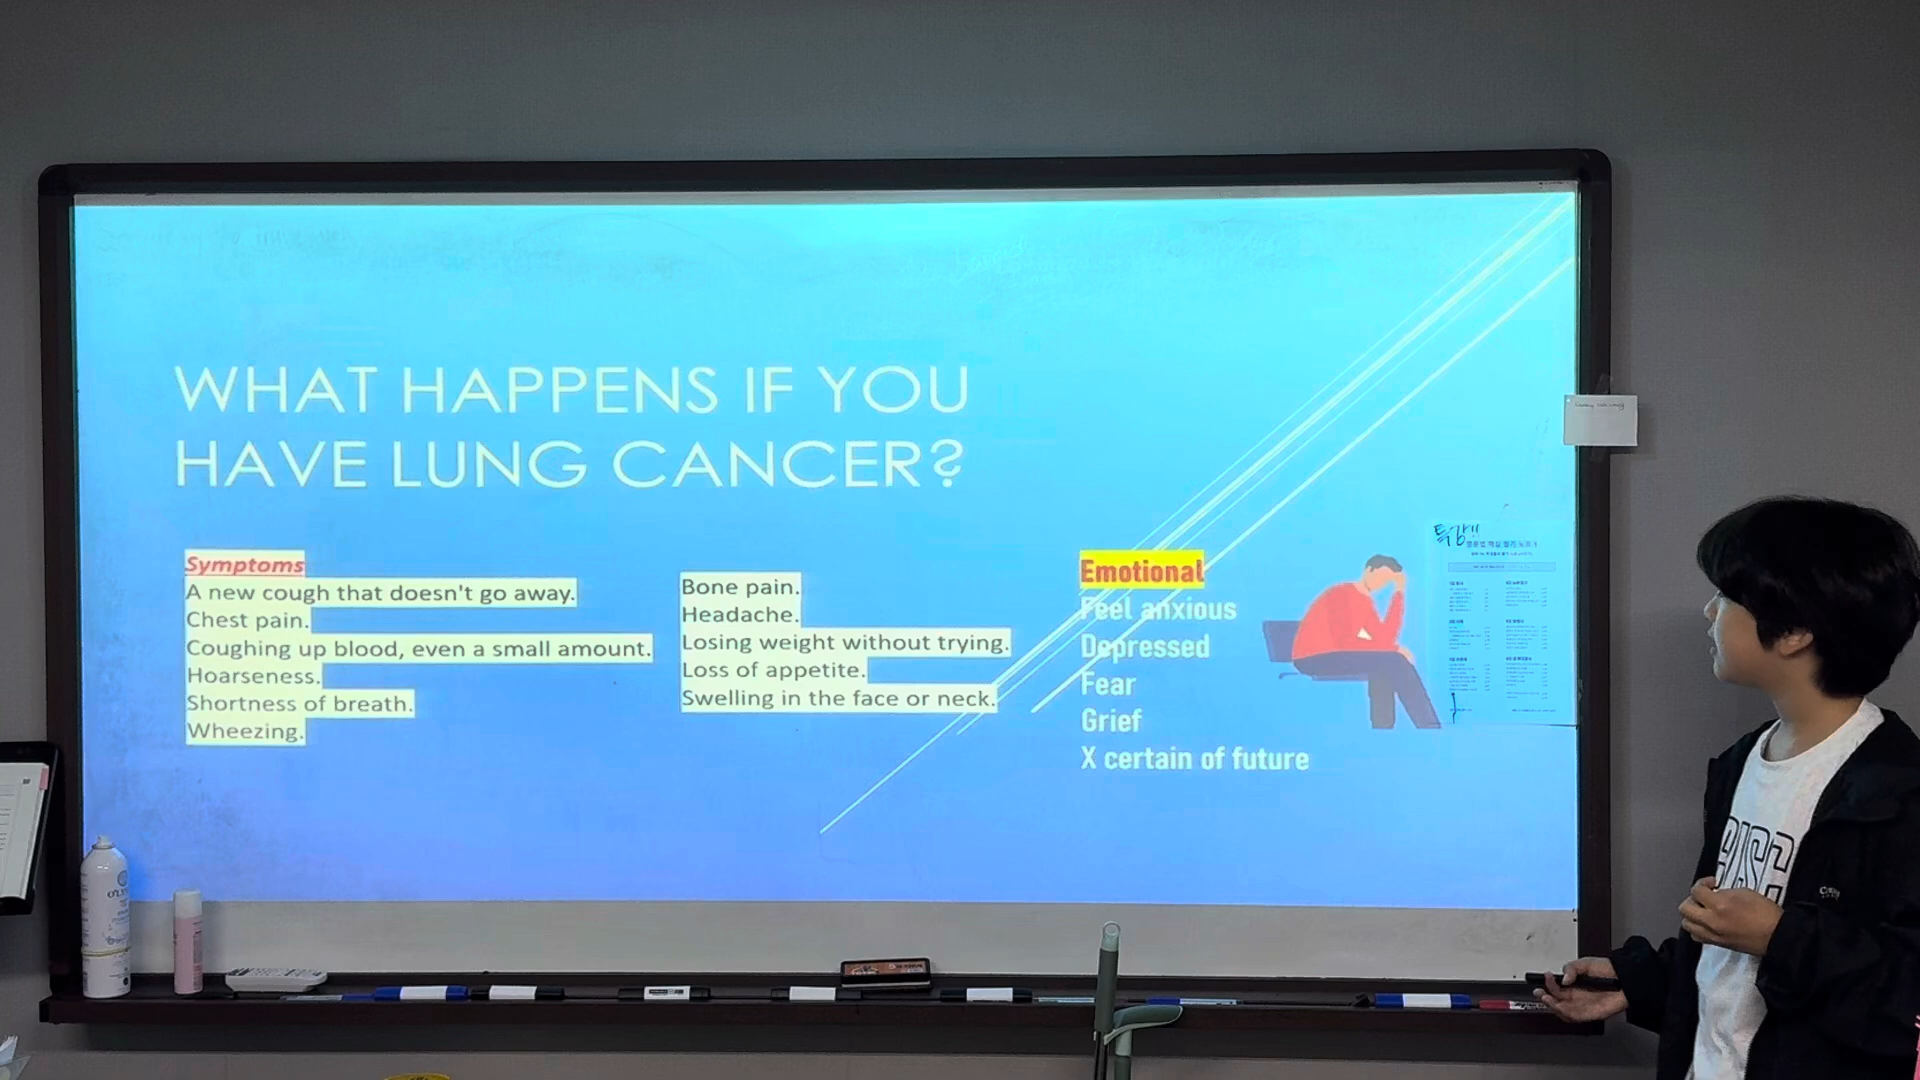 WHAT HAPPENS IF YOU
HAVE LUNG CANCER?
Symptoms
A new cough that doesn't go away.
Chest pain.
Coughing up blood, even a small amount.
Hoarseness.
Shortness of breath.
Wheezing.
Bone pain.
Headache.
Losing weight without trying.
Loss of appetite.
Swelling in the face or neck.
Emotional
Feel anxious
Depressed
Fear
Grief
X certain of future
특강!!